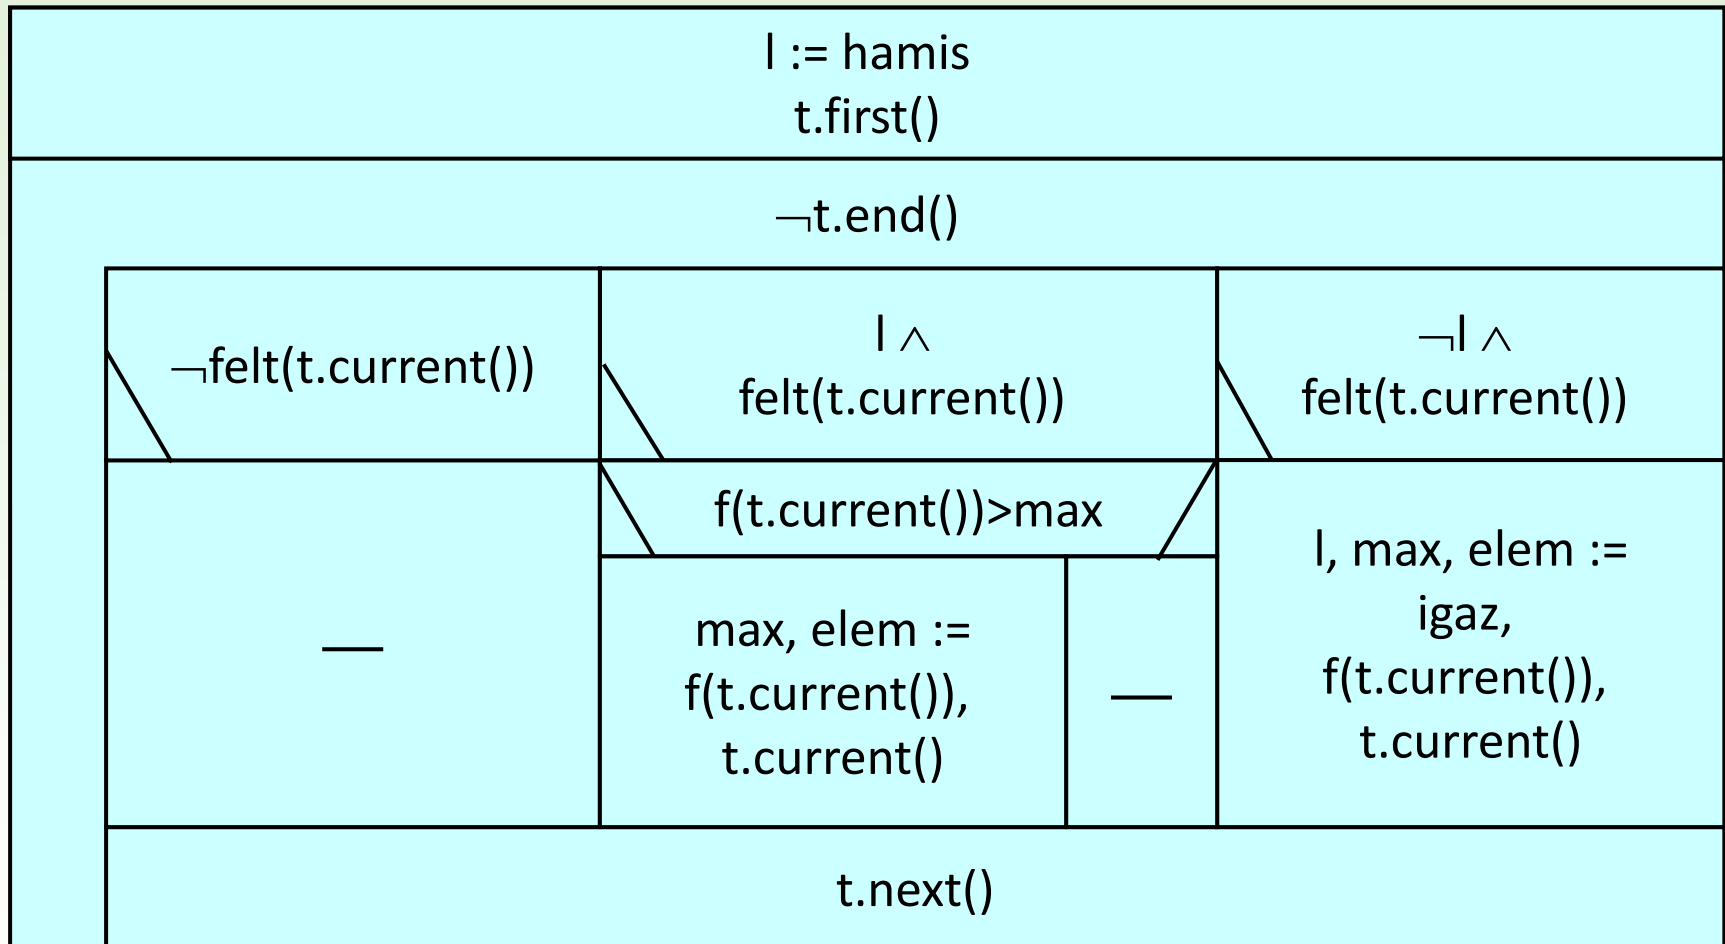 l := hamis
t.first()
¬t.end()
¬felt(t.current())
l ∧
felt(t.current())
¬l ∧
felt(t.current())
f(t.current())>max
—
max, elem :=
f(t.current()),
t.current()
—
l, max, elem :=
igaz,
f(t.current()),
t.current()
t.next()